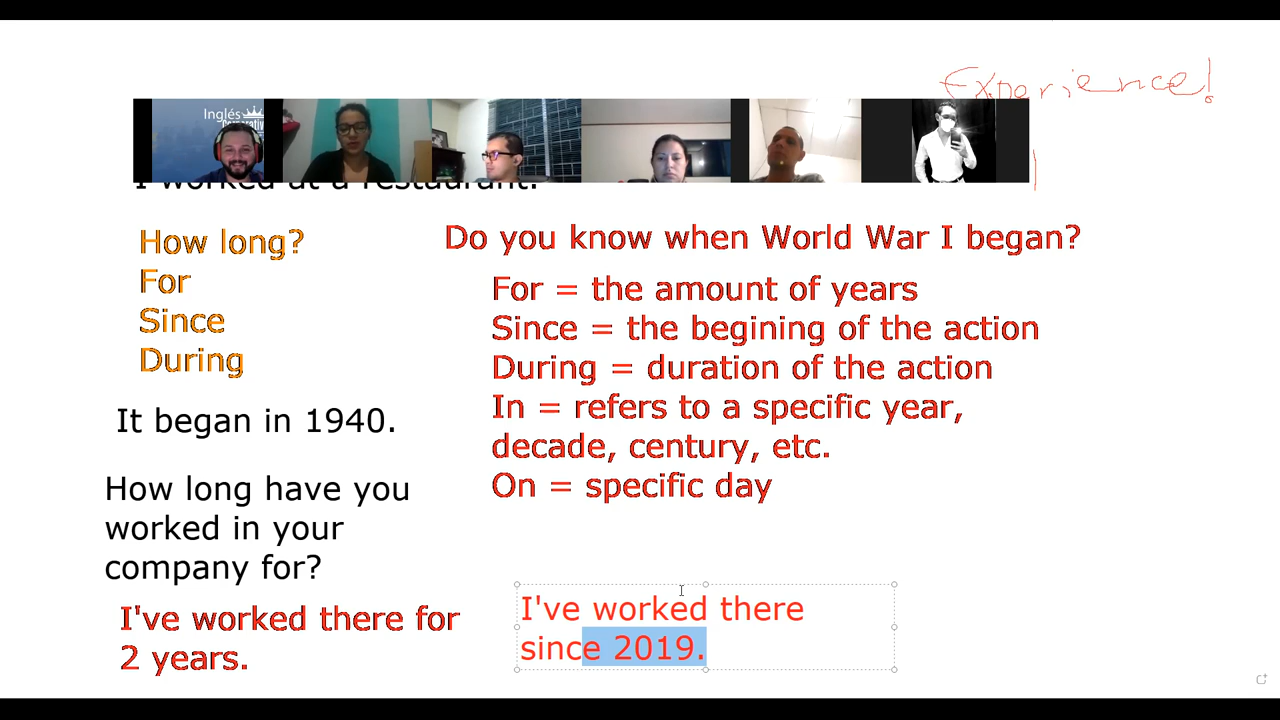 Experience!
Inglés
Corporativo
I worked at a restaurant.
How long?
For
Since
During
Do you know when World War I began?
For = the amount of years
Since = the begining of the action
During = duration of the action
In = refers to a specific year,
decade, century, etc.
On = specific day
It began in 1940.
How long have you
worked in your
company for?
I've worked there for
2 years.
I've worked there
since 2019.